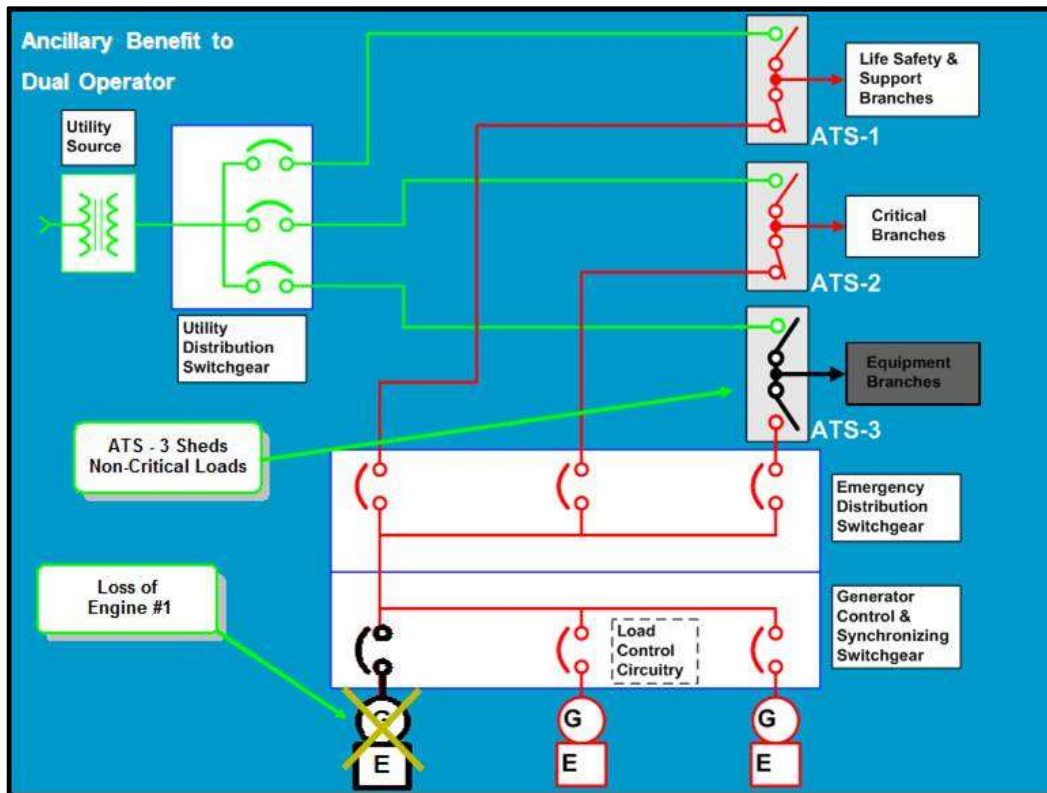 Ancillary Benefit to
Dual Operator
Utility
Source
Life Safety &
Support
Branches
ATS-1
Critical
Branches
ATS-2
Utility
Distribution
Switchgear
Equipment
Branches
ATS-3
ATS - 3 Sheds
Non-Critical Loads
Emergency
Distribution
Switchgear
Loss of
Engine #1
Load
Control
Circuitry
Generator
Control &
Synchronizing
Switchgear
G
G
G
E
E
E